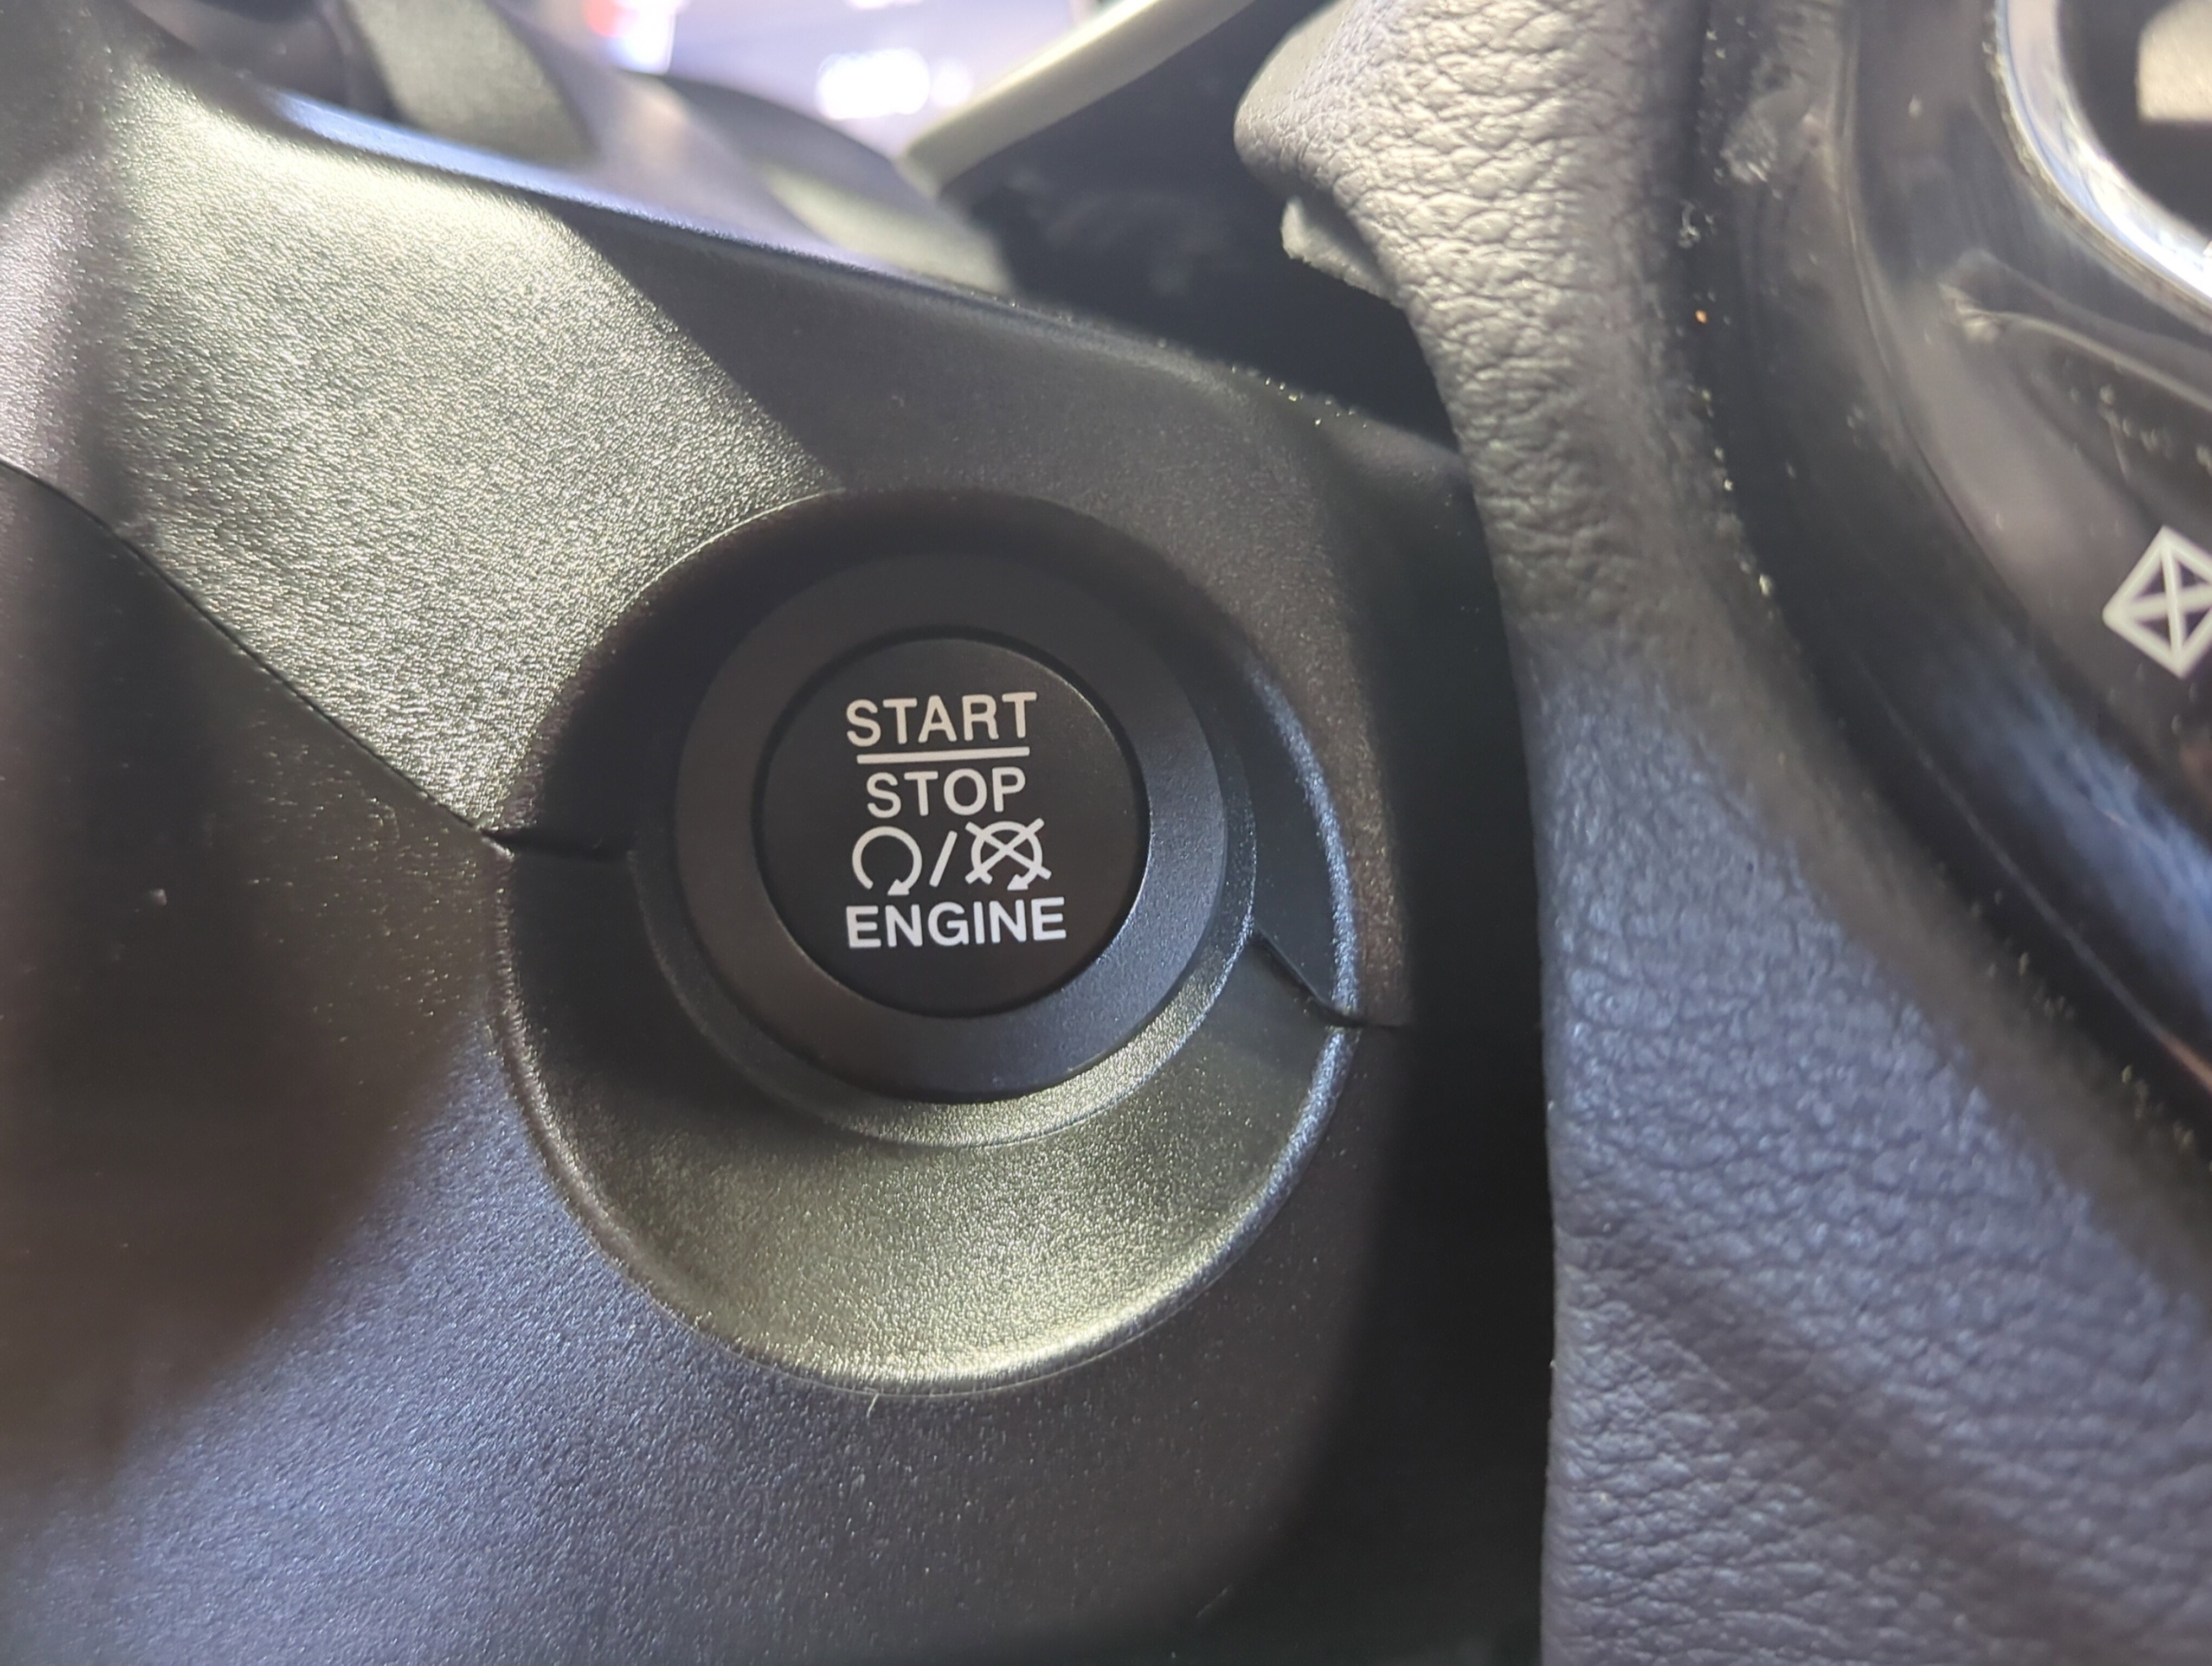 START
STOP
/
ENGINE